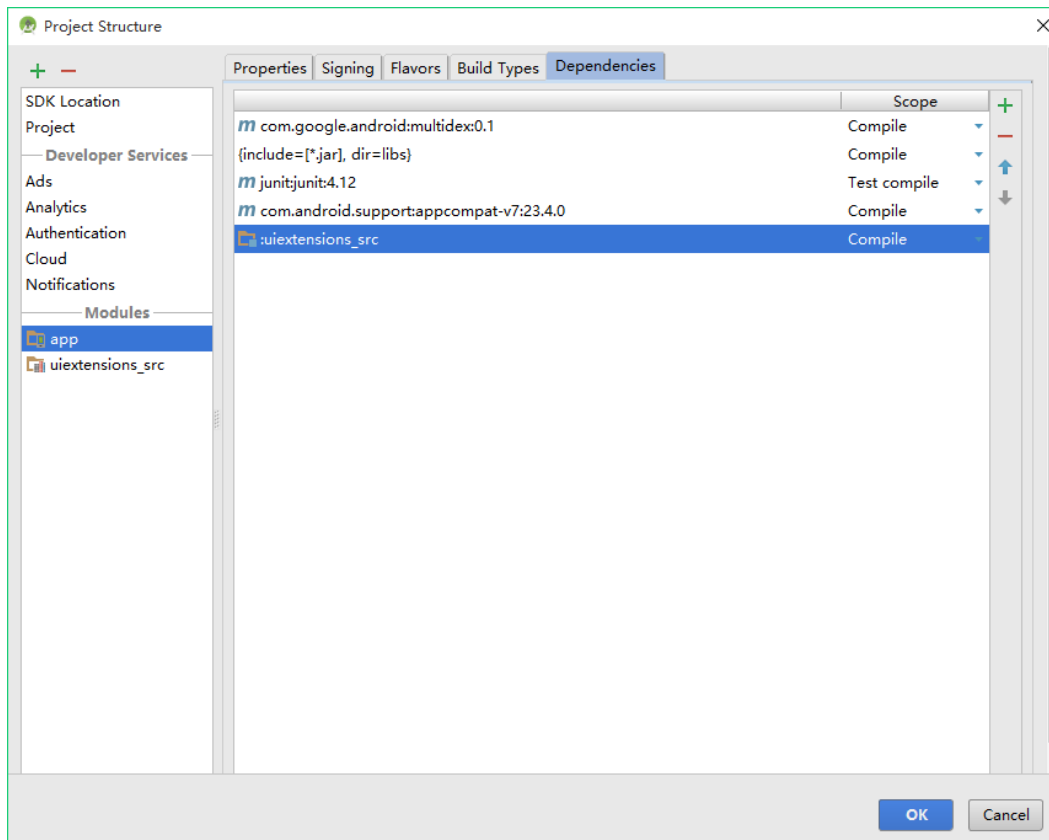 Project Structure
Properties Signing Flavors Build Types Dependencies
SDK Location
Project
Developer Services
Ads
Analytics
Authentication
Cloud
Notifications
Modules
app
uiextensions_src
Scope
m com.google.android:multidex:0.1 Compile
{include=[*.jar], dir=libs} Compile
m junit:junit:4.12 Test compile
m com.android.support:appcompat-v7:23.4.0 Compile
:uiextensions_src Compile
OK Cancel